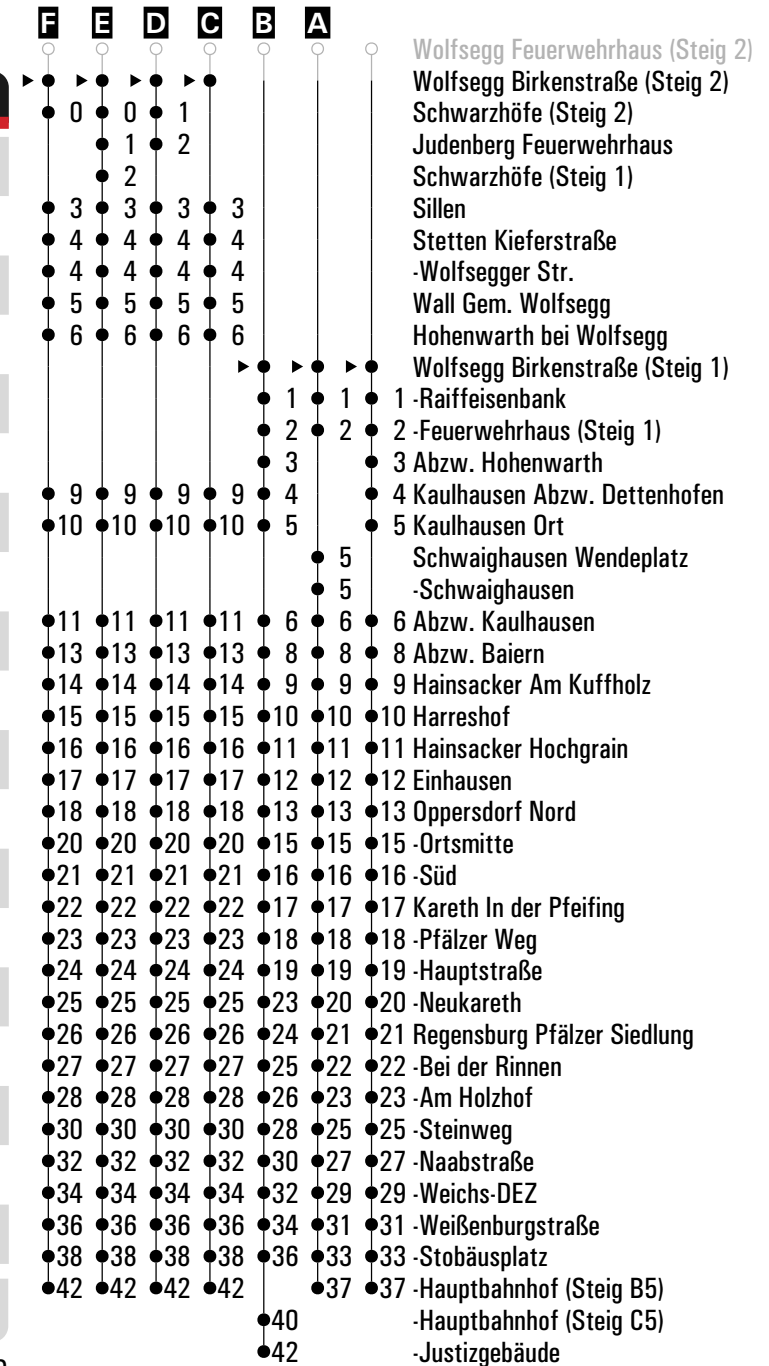 F E D C B A
Wolfsegg Feuerwehrhaus (Steig 2)
Wolfsegg Birkenstraße (Steig 2)
0 0 1 Schwarzhöfe (Steig 2)
1 2 Judenberg Feuerwehrhaus
2 Schwarzhöfe (Steig 1)
3 3 3 3 Sillen
4 4 4 4 Stetten Kieferstraße
4 4 4 4 -Wolfsegger Str.
5 5 5 5 Wall Gem. Wolfsegg
6 6 6 6 Hohenwarth bei Wolfsegg
Wolfsegg Birkenstraße (Steig 1)
1 1 1 -Raiffeisenbank
2 2 2 -Feuerwehrhaus (Steig 1)
3 3 Abzw. Hohenwarth
9 9 9 9 4 4 Kaulhausen Abzw. Dettenhofen
10 10 10 10 5 5 Kaulhausen Ort
5 Schwaighausen Wendeplatz
5 -Schwaighausen
11 11 11 11 6 6 6 Abzw. Kaulhausen
13 13 13 13 8 8 8 Abzw. Baiern
14 14 14 14 9 9 9 Hainsacker Am Kuffholz
15 15 15 15 10 10 10 Harreshof
16 16 16 16 11 11 11 Hainsacker Hochgrain
17 17 17 17 12 12 12 Einhausen
18 18 18 18 13 13 13 Oppersdorf Nord
20 20 20 20 15 15 15 -Ortsmitte
21 21 21 21 16 16 16 -Süd
22 22 22 22 17 17 17 Kareth In der Pfeifing
23 23 23 23 18 18 18 -Pfälzer Weg
24 24 24 24 19 19 19 -Hauptstraße
25 25 25 25 23 20 20 -Neukareth
26 26 26 26 24 21 21 Regensburg Pfälzer Siedlung
27 27 27 27 25 22 22 -Bei der Rinnen
28 28 28 28 26 23 23 -Am Holzhof
30 30 30 30 28 25 25 -Steinweg
32 32 32 32 30 27 27 -Naabstraße
34 34 34 34 32 29 29 -Weichs-DEZ
36 36 36 36 34 31 31 -Weißenburgstraße
38 38 38 38 36 33 33 -Stobäusplatz
42 42 42 42 37 37 -Hauptbahnhof (Steig B5)
40 -Hauptbahnhof (Steig C5)
42 -Justizgebäude